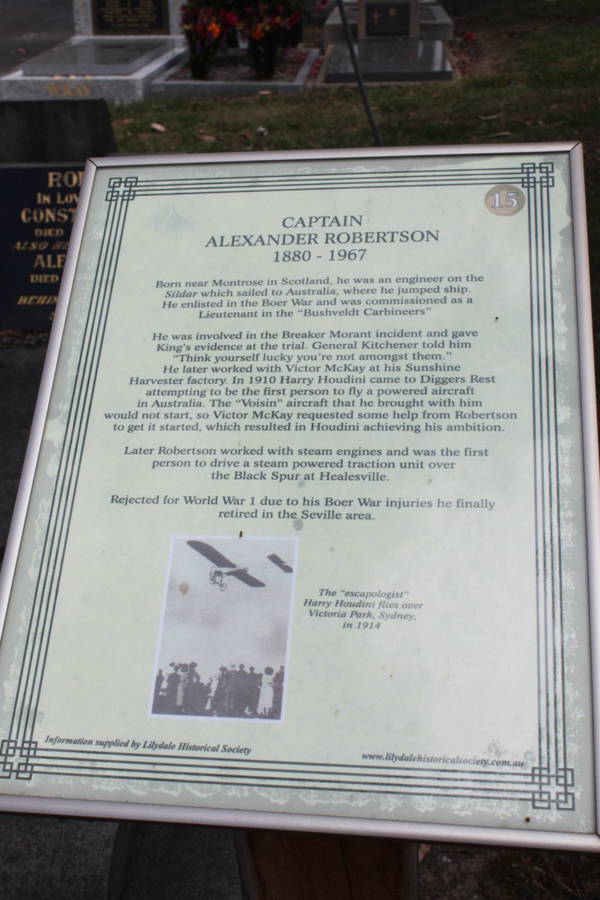 WRAY
RO
IN LO
CONST
DIED
ALSO H
ALE
DIED
BEHIN
15
CAPTAIN
ALEXANDER ROBERTSON
1880 - 1967
Born near Montrose in Scotland, he was an engineer on the
Sildar which sailed to Australia, where he jumped ship.
He enlisted in the Boer War and was commissioned as a
Lieutenant in the "Bushveldt Carbineers"
He was involved in the Breaker Morant incident and gave
King's evidence at the trial. General Kitchener told him
"Think yourself lucky you're not amongst them."
He later worked with Victor McKay at his Sunshine
Harvester factory. In 1910 Harry Houdini came to Diggers Rest
attempting to be the first person to fly a powered aircraft
in Australia. The "Voisin" aircraft that he brought with him
would not start, so Victor McKay requested some help from Robertson
to get it started, which resulted in Houdini achieving his ambition.
Later Robertson worked with steam engines and was the first
person to drive a steam powered traction unit over
the Black Spur at Healesville.
Rejected for World War 1 due to his Boer War injuries he finally
retired in the Seville area.
The "escapologist"
Harry Houdini flies over
Victoria Park, Sydney,
in 1914
Information supplied by Lilydale Historical Society
www.lilydalehistoricalsociety.com.au